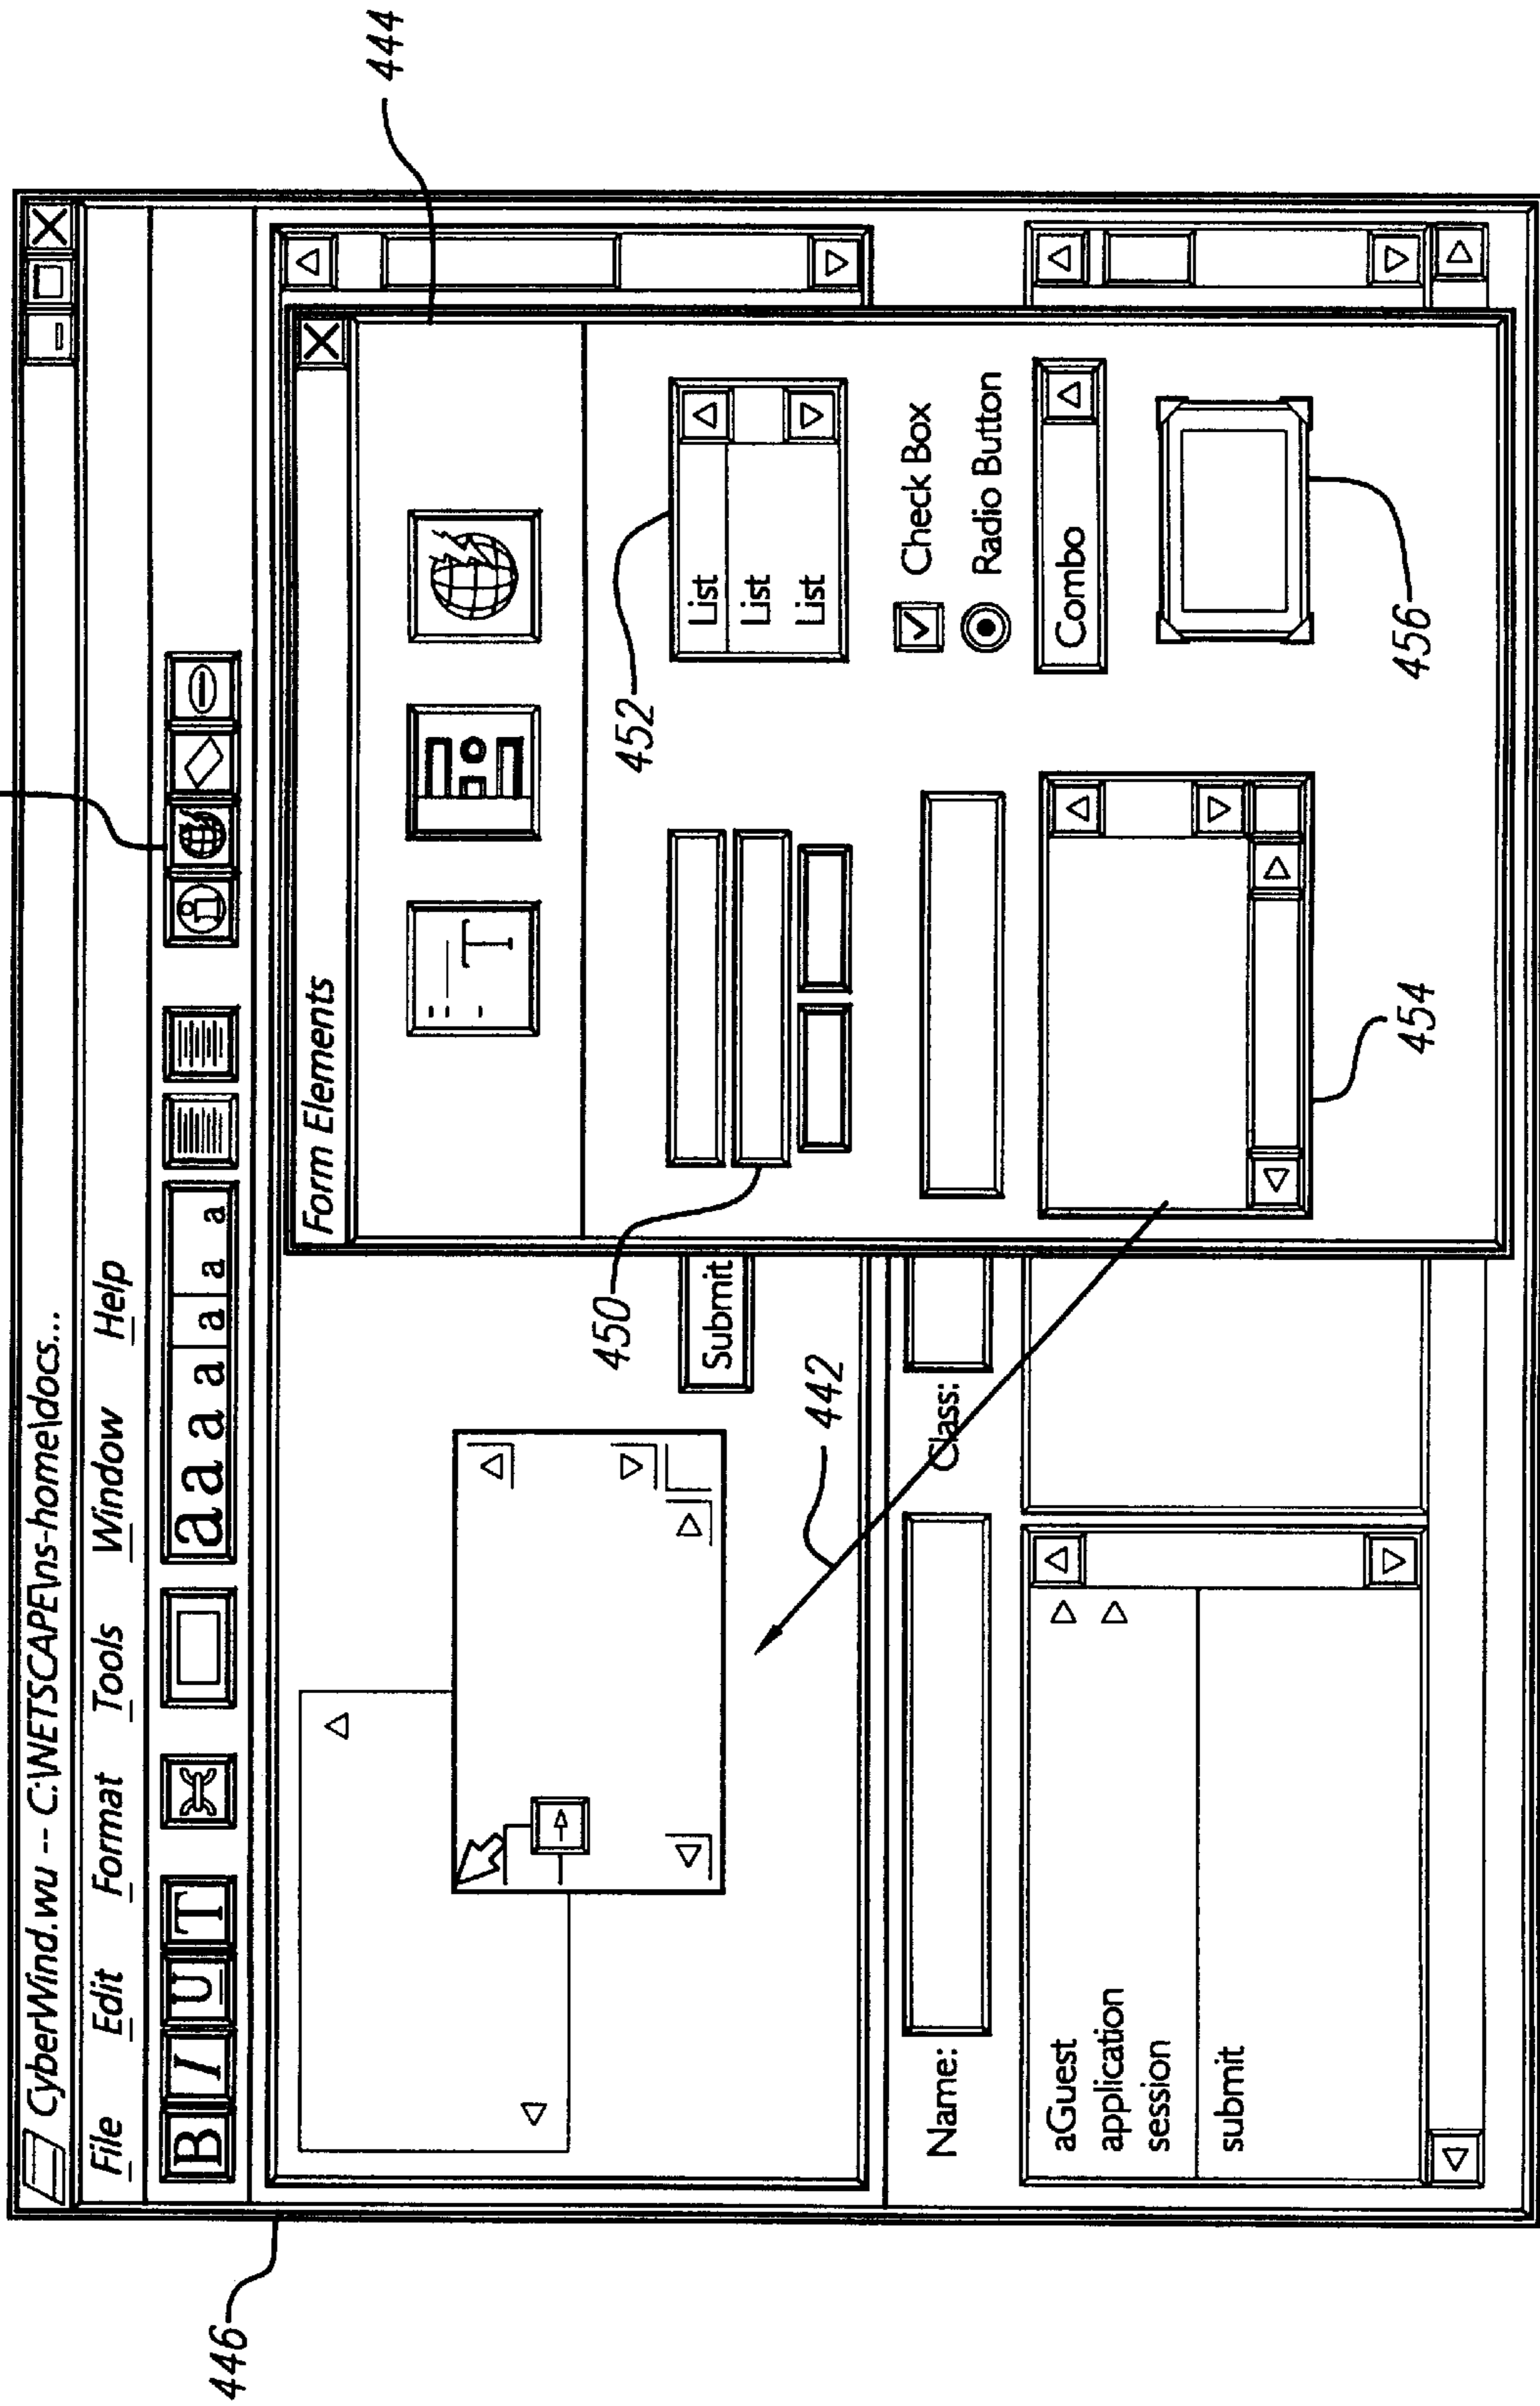 CyberWind.wu -- C:\NETSCAPE\ns-home\docs...
File Edit Format Tools Window Help
B I U T a a a a a a a
444
446
Form Elements
T
452
List
List
List
450
Submit
Check Box
Radio Button
Combo
442
454
456
Name:
Class:
aGuest
application
session
submit